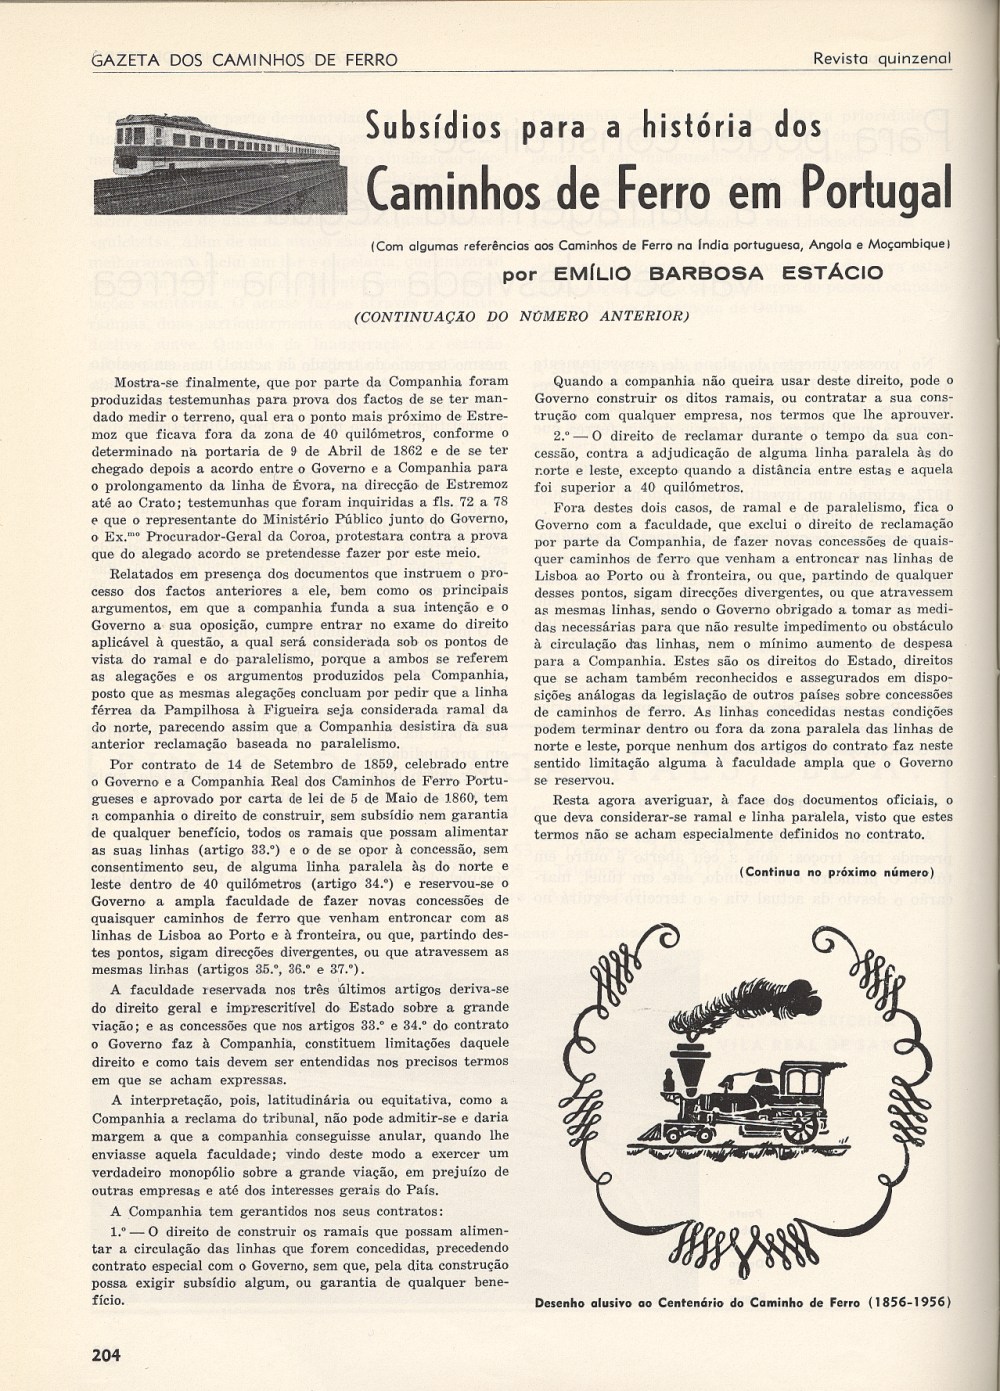 GAZETA DOS CAMINHOS DE FERRO
Revista quinzenal
Subsídios para a história dos
Caminhos de Ferro em Portugal
(Com algumas referências aos Caminhos de Ferro na Índia portuguesa, Angola e Moçambique)
por EMÍLIO BARBOSA ESTÁCIO
(CONTINUAÇÃO DO NÚMERO ANTERIOR)
Mostra-se finalmente, que por parte da Companhia foram
produzidas testemunhas para prova dos factos de se ter man-
dado medir o terreno, qual era o ponto mais próximo de Estre-
moz que ficava fora da zona de 40 quilómetros, conforme o
determinado na portaria de 9 de Abril de 1862 e de se ter
chegado depois a acordo entre o Governo e a Companhia para
o prolongamento da linha de Évora, na direcção de Estremoz
até ao Crato; testemunhas que foram inquiridas a fls. 72 a 78
e que o representante do Ministério Público junto do Governo,
o Ex.mo Procurador-Geral da Coroa, protestara contra a prova
que do alegado acordo se pretendesse fazer por este meio.
Relatados em presença dos documentos que instruem o pro-
cesso dos factos anteriores a ele, bem como os principais
argumentos, em que a companhia funda a sua intenção e o
Governo a sua oposição, cumpre entrar no exame do direito
aplicável à questão, a qual será considerada sob os pontos de
vista do ramal e do paralelismo, porque a ambos se referem
as alegações e os argumentos produzidos pela Companhia,
posto que as mesmas alegações concluam por pedir que a linha
férrea da Pampilhosa à Figueira seja considerada ramal da
do norte, parecendo assim que a Companhia desistira da sua
anterior reclamação baseada no paralelismo.
Por contrato de 14 de Setembro de 1859, celebrado entre
o Governo e a Companhia Real dos Caminhos de Ferro Portu-
gueses e aprovado por carta de lei de 5 de Maio de 1860, tem
a companhia o direito de construir, sem subsídio nem garantia
de qualquer benefício, todos os ramais que possam alimentar
as suas linhas (artigo 33.º) e o de se opor à concessão, sem
consentimento seu, de alguma linha paralela às do norte e
leste dentro de 40 quilómetros (artigo 34.º) e reservou-se o
Governo a ampla faculdade de fazer novas concessões de
quaisquer caminhos de ferro que venham entroncar com as
linhas de Lisboa ao Porto e à fronteira, ou que, partindo des-
tes pontos, sigam direcções divergentes, ou que atravessem as
mesmas linhas (artigos 35.º, 36.º e 37.º).
A faculdade reservada nos três últimos artigos deriva-se
do direito geral e imprescritível do Estado sobre a grande
viação; e as concessões que nos artigos 33.º e 34.º do contrato
o Governo faz à Companhia, constituem limitações daquele
direito e como tais devem ser entendidas nos precisos termos
em que se acham expressas.
A interpretação, pois, latitudinária ou equitativa, como a
Companhia a reclama do tribunal, não pode admitir-se e daria
margem a que a companhia conseguisse anular, quando lhe
enviasse aquela faculdade; vindo deste modo a exercer um
verdadeiro monopólio sobre a grande viação, em prejuízo de
outras empresas e até dos interesses gerais do País.
A Companhia tem gerantidos nos seus contratos:
1.º — O direito de construir os ramais que possam alimen-
tar a circulação das linhas que forem concedidas, precedendo
contrato especial com o Governo, sem que, pela dita construção
possa exigir subsídio algum, ou garantia de qualquer bene-
fício.
Quando a companhia não queira usar deste direito, pode o
Governo construir os ditos ramais, ou contratar a sua cons-
trução com qualquer empresa, nos termos que lhe aprouver.
2.º — O direito de reclamar durante o tempo da sua con-
cessão, contra a adjudicação de alguma linha paralela às do
norte e leste, excepto quando a distância entre estas e aquela
foi superior a 40 quilómetros.
Fora destes dois casos, de ramal e de paralelismo, fica o
Governo com a faculdade, que exclui o direito de reclamação
por parte da Companhia, de fazer novas concessões de quais-
quer caminhos de ferro que venham a entroncar nas linhas de
Lisboa ao Porto ou à fronteira, ou que, partindo de qualquer
desses pontos, sigam direcções divergentes, ou que atravessem
as mesmas linhas, sendo o Governo obrigado a tomar as medi-
das necessárias para que não resulte impedimento ou obstáculo
à circulação das linhas, nem o mínimo aumento de despesa
para a Companhia. Estes são os direitos do Estado, direitos
que se acham também reconhecidos e assegurados em dispo-
sições análogas da legislação de outros países sobre concessões
de caminhos de ferro. As linhas concedidas nestas condições
podem terminar dentro ou fora da zona paralela das linhas de
norte e leste, porque nenhum dos artigos do contrato faz neste
sentido limitação alguma à faculdade ampla que o Governo
se reservou.
Resta agora averiguar, à face dos documentos oficiais, o
que deva considerar-se ramal e linha paralela, visto que estes
termos não se acham especialmente definidos no contrato.
(Continua no próximo número)
Desenho alusivo ao Centenário do Caminho de Ferro (1856-1956)
204